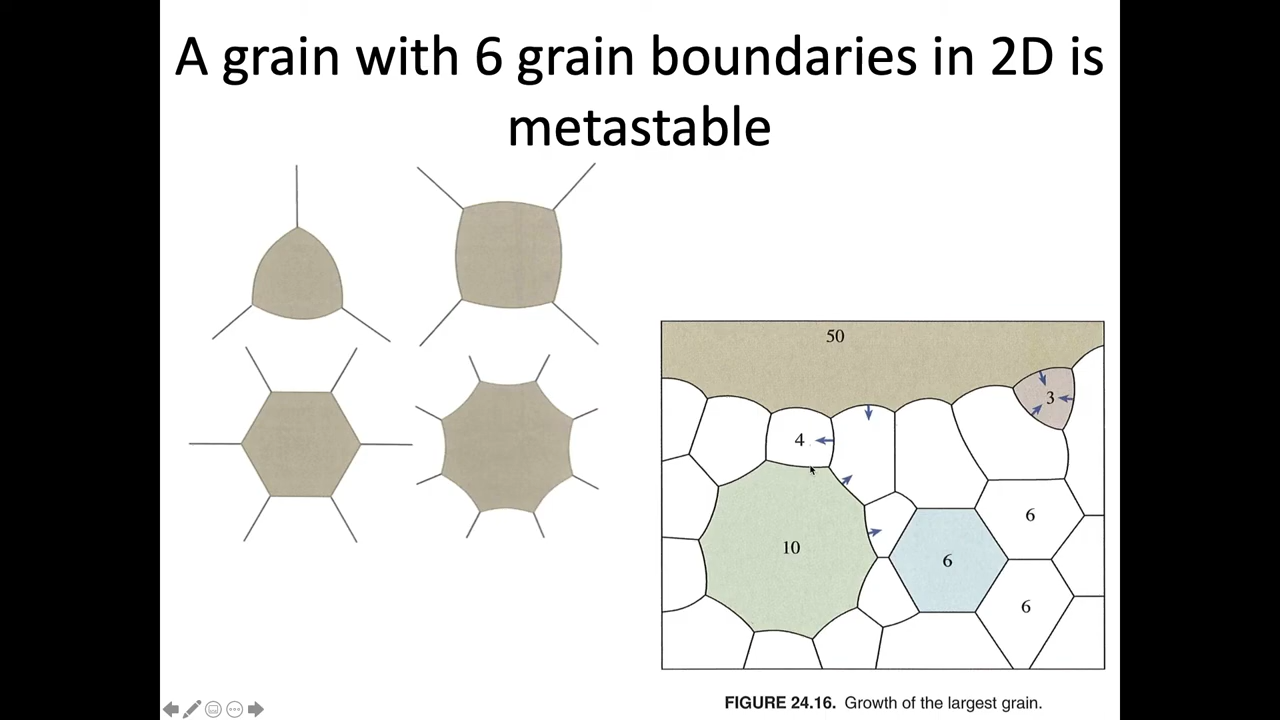 A grain with 6 grain boundaries in 2D is
metastable
50
3
4
6
10
6
6
FIGURE 24.16. Growth of the largest grain.